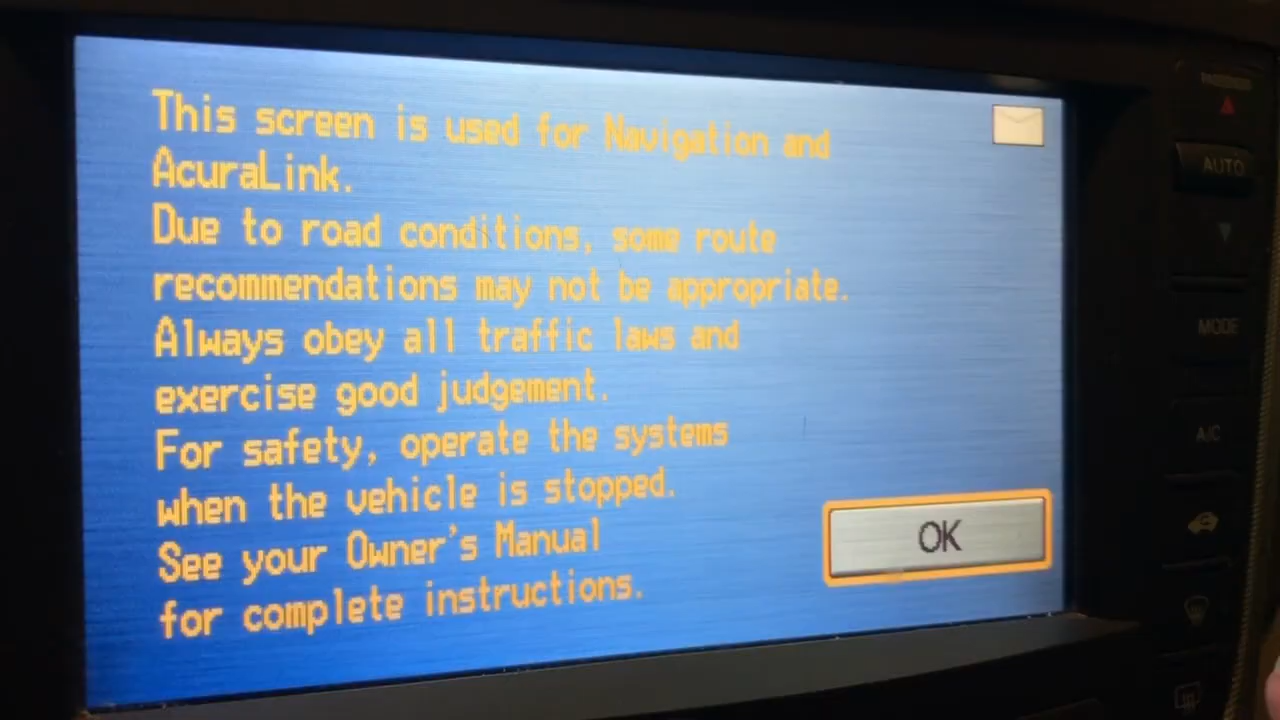 This screen is used for Navigation and
AcuraLink.
Due to road conditions, some route
recommendations may not be appropriate.
Always obey all traffic laws and
exercise good judgement.
For safety, operate the systems
when the vehicle is stopped.
See your Owner's Manual
for complete instructions.
OK
PASSENGER
AUTO
MODE
A/C